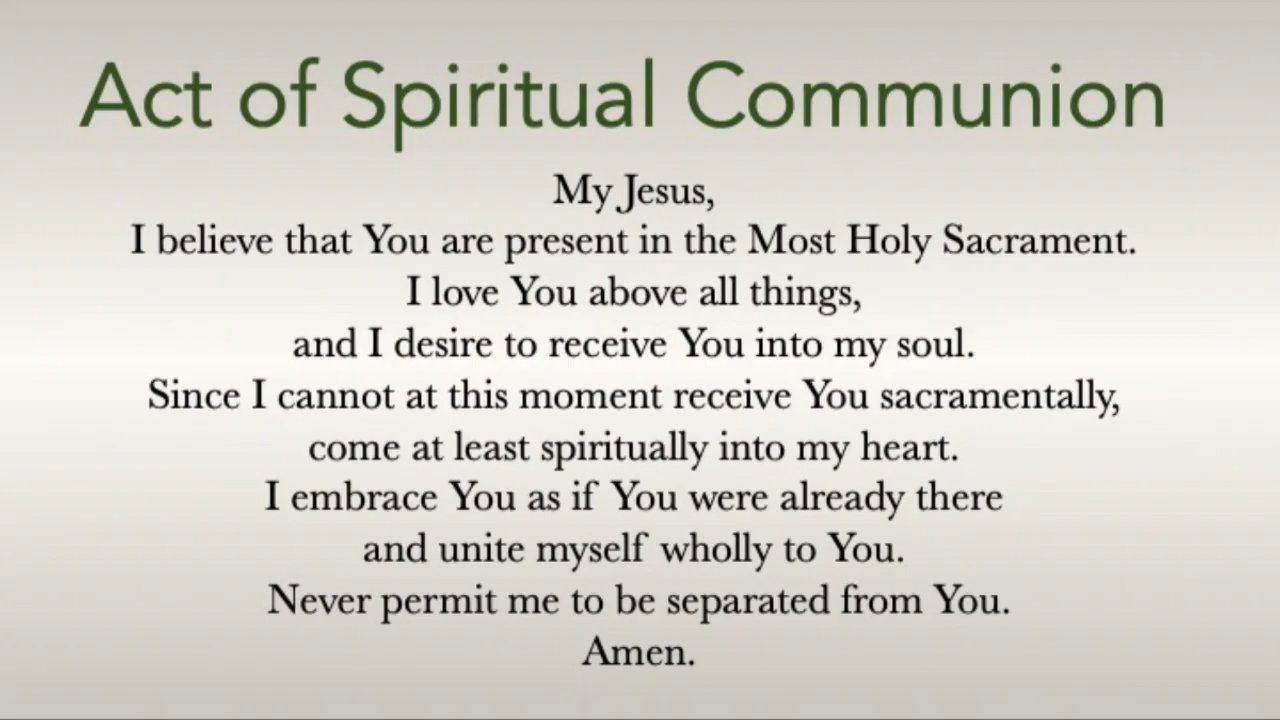 Act of Spiritual Communion
My Jesus,
I believe that You are present in the Most Holy Sacrament.
I love You above all things,
and I desire to receive You into my soul.
Since I cannot at this moment receive You sacramentally,
come at least spiritually into my heart.
I embrace You as if You were already there
and unite myself wholly to You.
Never permit me to be separated from You.
Amen.